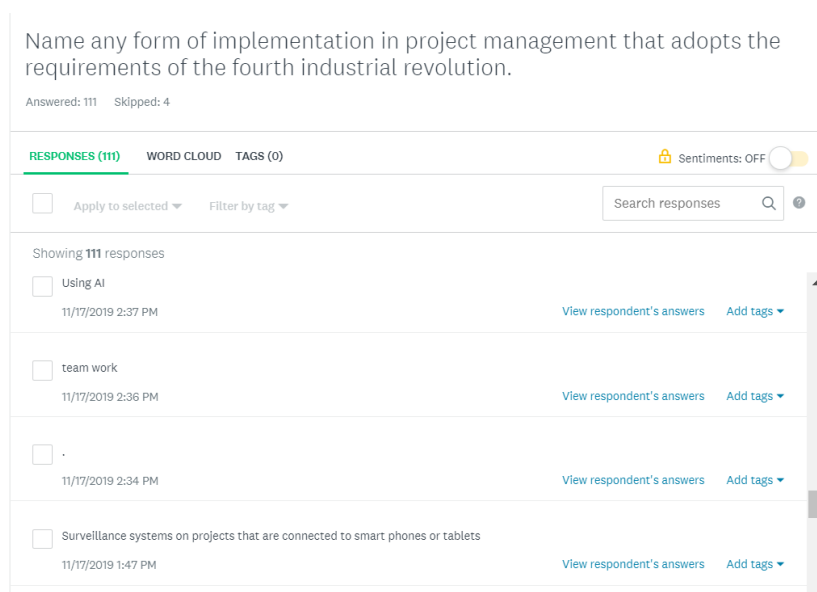 Name any form of implementation in project management that adopts the
requirements of the fourth industrial revolution.
Answered: 111 Skipped: 4
RESPONSES (111) WORD CLOUD TAGS (0) Sentiments: OFF
Apply to selected Filter by tag Search responses ?
Showing 111 responses
Using AI
11/17/2019 2:37 PM View respondent's answers Add tags
team work
11/17/2019 2:36 PM View respondent's answers Add tags
.
11/17/2019 2:34 PM View respondent's answers Add tags
Surveillance systems on projects that are connected to smart phones or tablets
11/17/2019 1:47 PM View respondent's answers Add tags